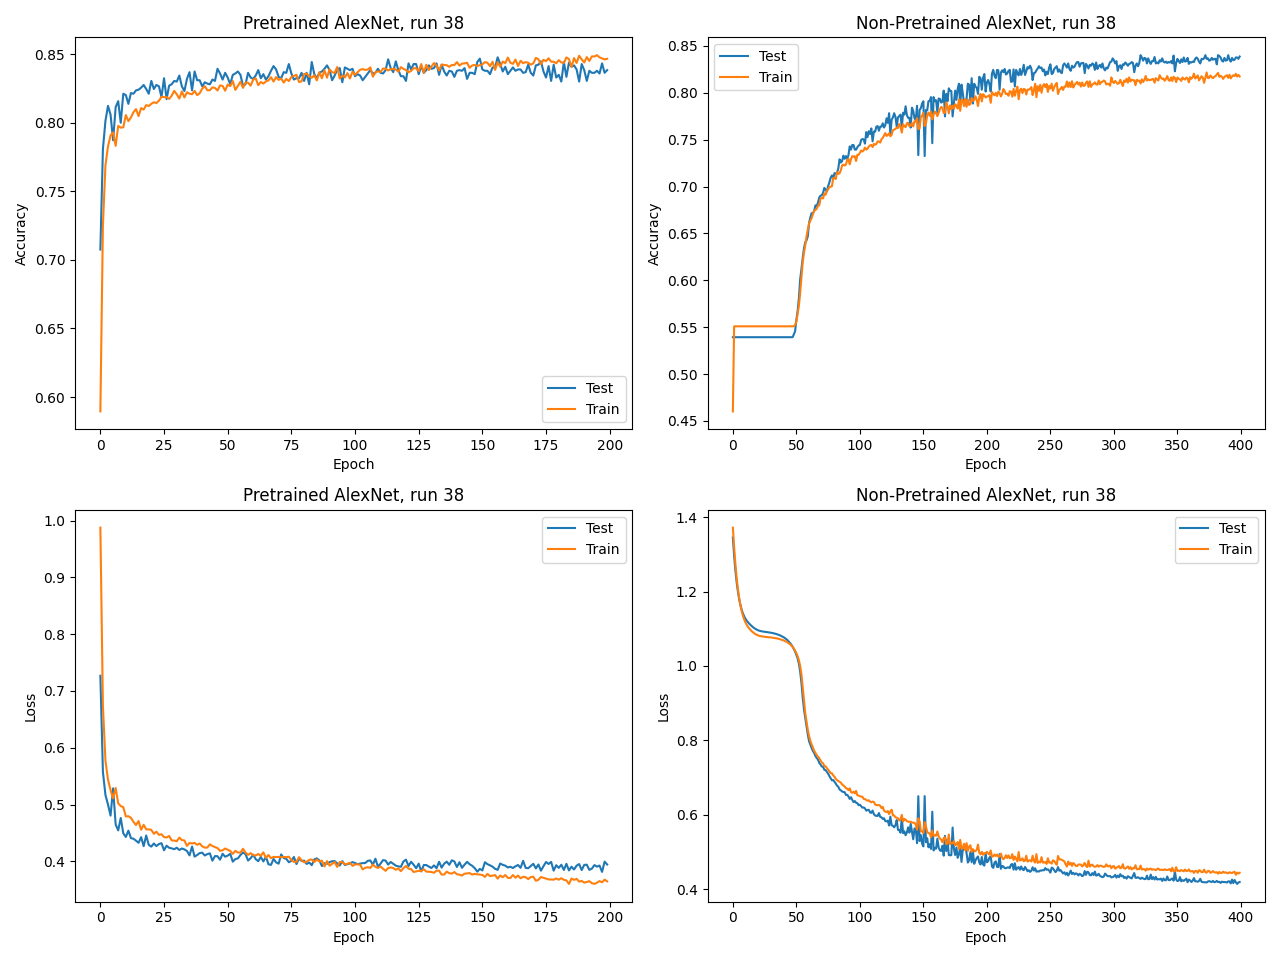 Pretrained AlexNet, run 38
0.85
0.80
0.75
0.70
0.65
0.60
Accuracy
Test
Train
0 25 50 75 100 125 150 175 200
Epoch
Non-Pretrained AlexNet, run 38
0.85
0.80
0.75
0.70
0.65
0.60
0.55
0.50
0.45
Accuracy
Test
Train
0 50 100 150 200 250 300 350 400
Epoch
Pretrained AlexNet, run 38
1.0
0.9
0.8
0.7
0.6
0.5
0.4
Loss
Test
Train
0 25 50 75 100 125 150 175 200
Epoch
Non-Pretrained AlexNet, run 38
1.4
1.2
1.0
0.8
0.6
0.4
Loss
Test
Train
0 50 100 150 200 250 300 350 400
Epoch